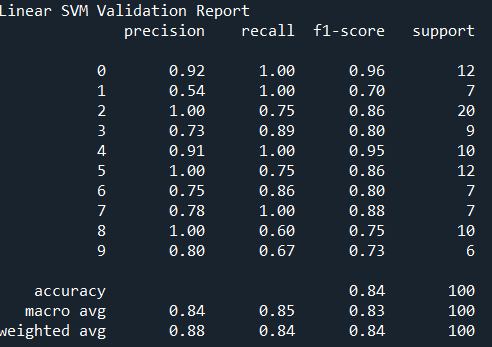 Linear SVM Validation Report
precision recall f1-score support
0 0.92 1.00 0.96 12
1 0.54 1.00 0.70 7
2 1.00 0.75 0.86 20
3 0.73 0.89 0.80 9
4 0.91 1.00 0.95 10
5 1.00 0.75 0.86 12
6 0.75 0.86 0.80 7
7 0.78 1.00 0.88 7
8 1.00 0.60 0.75 10
9 0.80 0.67 0.73 6
accuracy 0.84 100
macro avg 0.84 0.85 0.83 100
weighted avg 0.88 0.84 0.84 100